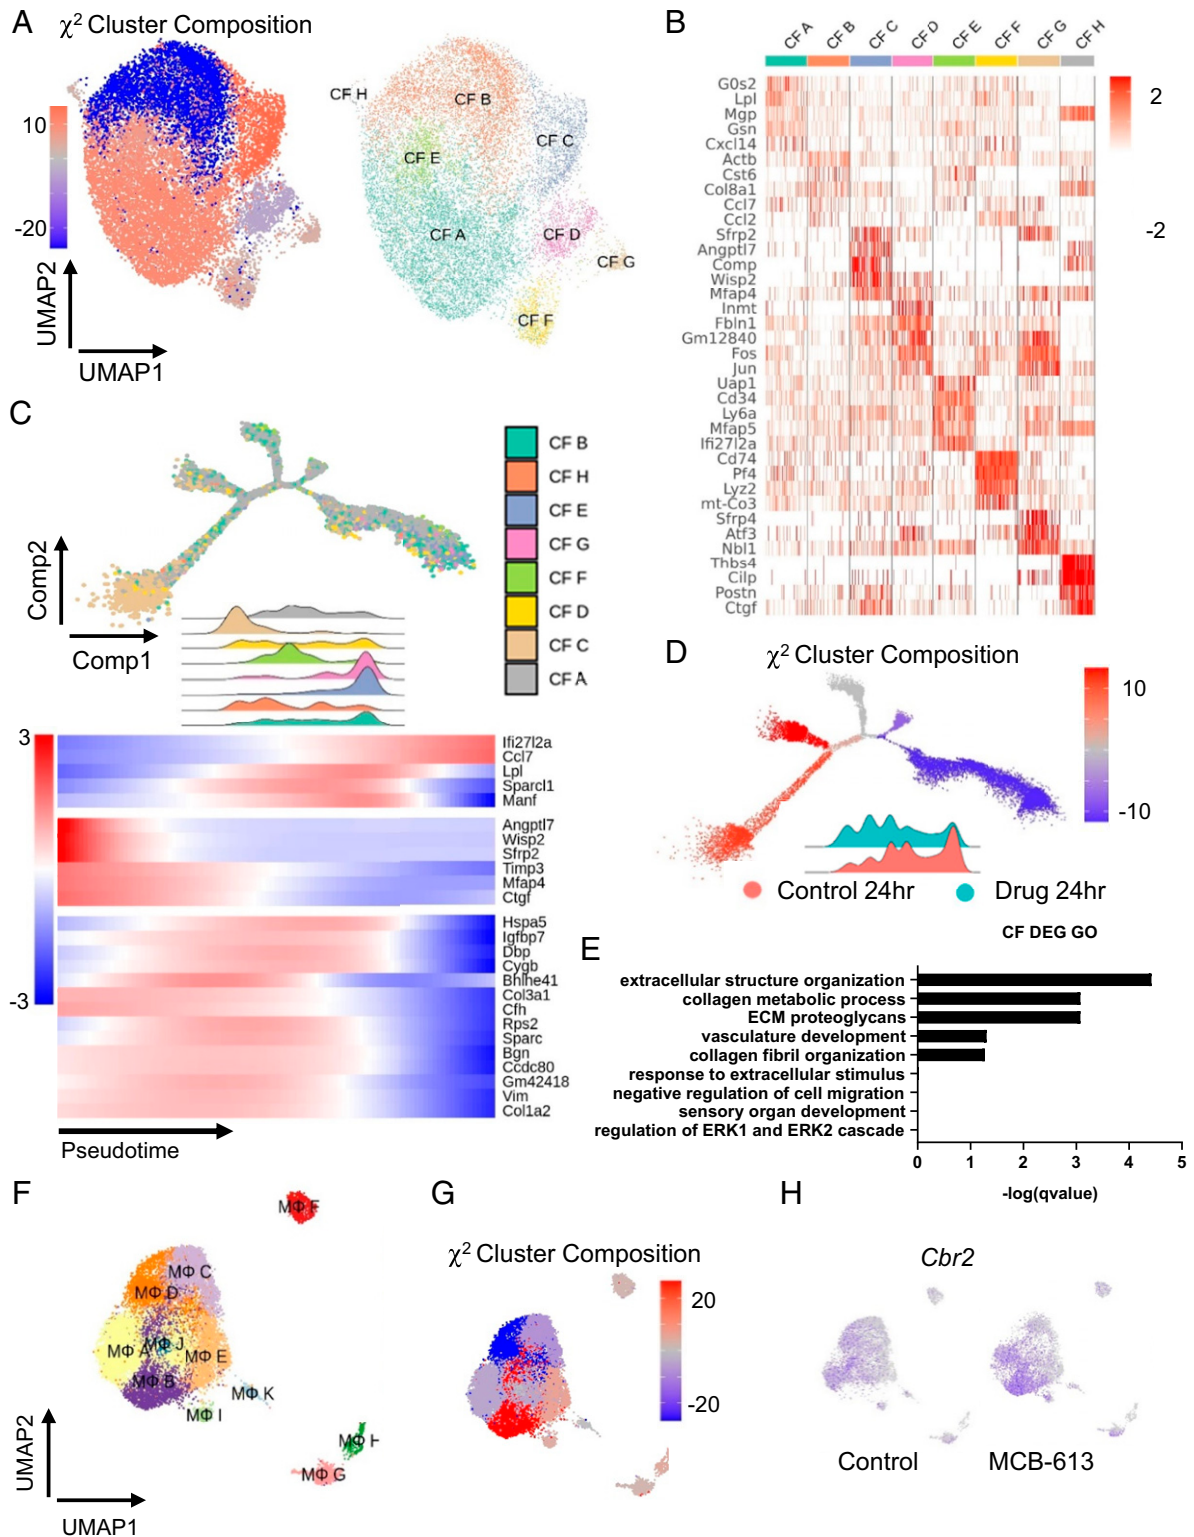 A
χ2 Cluster Composition
10
-20
UMAP2
UMAP1
CF H
CF B
CF C
CF E
CF A
CF D
CF G
CF F
B
CF A
CF B
CF C
CF D
CF E
CF F
CF G
CF H
G0s2
Lpl
Mgp
Gsn
Cxcl14
Actb
Cst6
Col8a1
Ccl7
Ccl2
Sfrp2
Angptl7
Comp
Wisp2
Mfap4
Inmt
Fbln1
Gm12840
Fos
Jun
Uap1
Cd34
Ly6a
Mfap5
Ifi27l2a
Cd74
Pf4
Lyz2
mt-Co3
Sfrp4
Atf3
Nbl1
Thbs4
Cilp
Postn
Ctgf
2
-2
C
Comp2
Comp1
CF B
CF H
CF E
CF G
CF F
CF D
CF C
CF A
3
-3
Ifi27l2a
Ccl7
Lpl
Sparcl1
Manf
Angptl7
Wisp2
Sfrp2
Timp3
Mfap4
Ctgf
Hspa5
Igfbp7
Dbp
Cygb
Bhlhe41
Col3a1
Cfh
Rps2
Sparc
Bgn
Ccdc80
Gm42418
Vim
Col1a2
Pseudotime
D
χ2 Cluster Composition
10
-10
Control 24hr
Drug 24hr
E
CF DEG GO
extracellular structure organization
collagen metabolic process
ECM proteoglycans
vasculature development
collagen fibril organization
response to extracellular stimulus
negative regulation of cell migration
sensory organ development
regulation of ERK1 and ERK2 cascade
0 1 2 3 4 5
-log(qvalue)
F
MΦ F
MΦ C
MΦ D
MΦ A
MΦ J
MΦ E
MΦ B
MΦ K
MΦ I
MΦ H
MΦ G
UMAP2
UMAP1
G
χ2 Cluster Composition
20
-20
H
Cbr2
Control
MCB-613